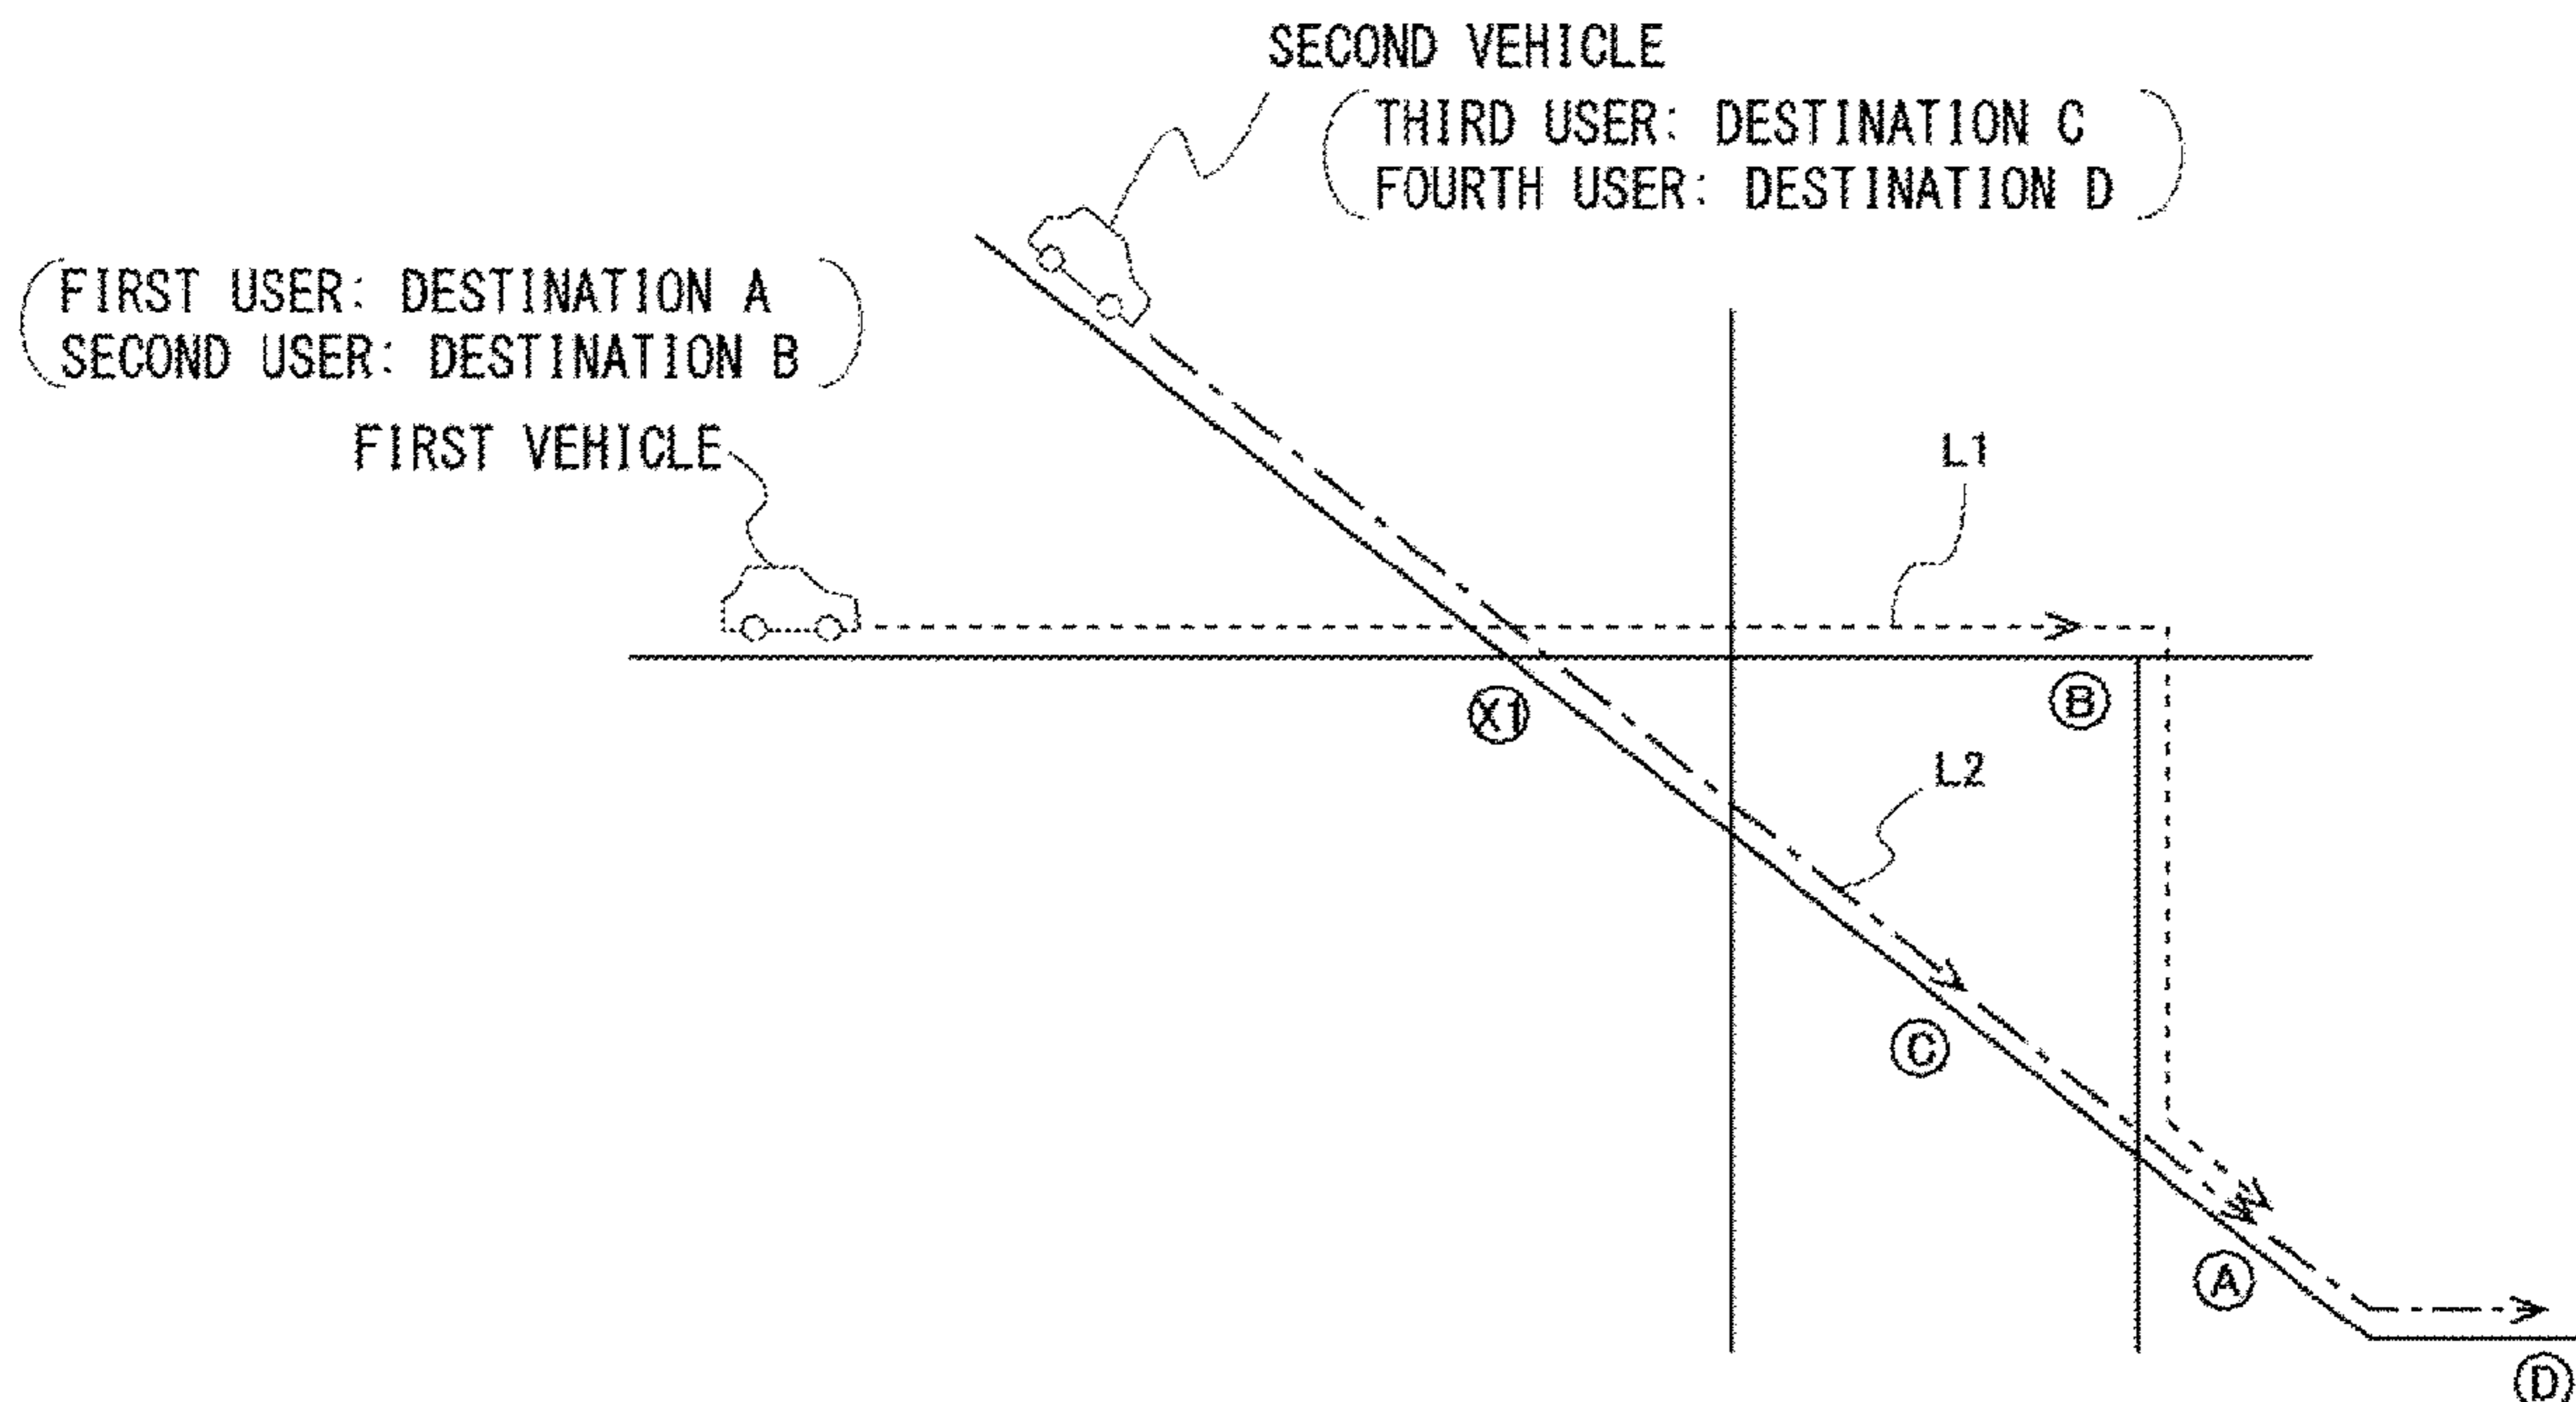 SECOND VEHICLE
THIRD USER: DESTINATION C
FOURTH USER: DESTINATION D
FIRST USER: DESTINATION A
SECOND USER: DESTINATION B
FIRST VEHICLE
L1
X1
B
L2
C
A
D